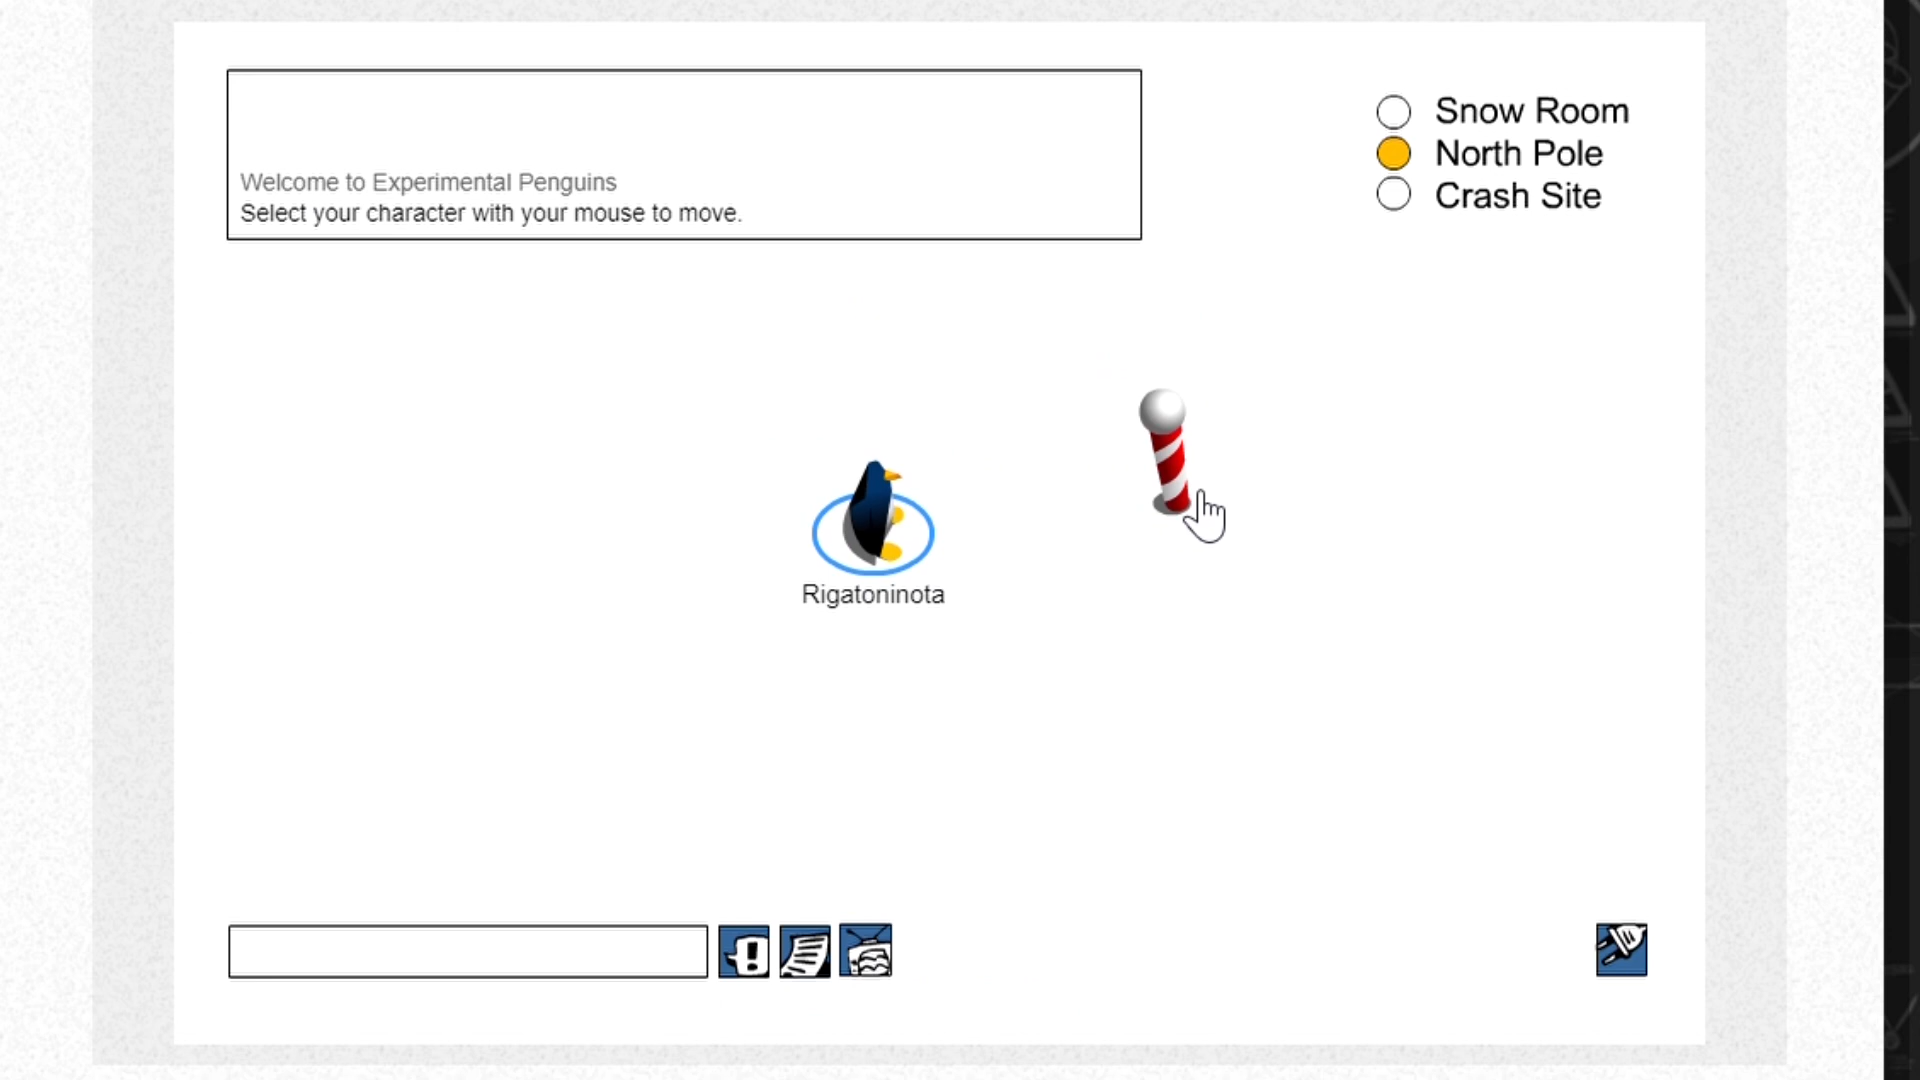 Welcome to Experimental Penguins
Select your character with your mouse to move.
Snow Room
North Pole
Crash Site
Rigatoninota